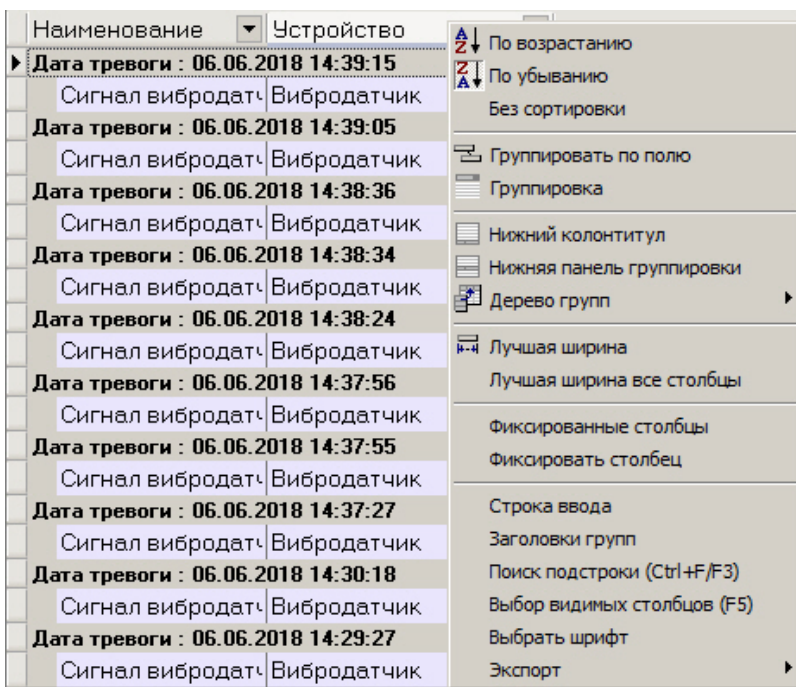 Наименование
Устройство
Дата тревоги : 06.06.2018 14:39:15
Сигнал вибродатч Вибродатчик
Дата тревоги : 06.06.2018 14:39:05
Сигнал вибродатч Вибродатчик
Дата тревоги : 06.06.2018 14:38:36
Сигнал вибродатч Вибродатчик
Дата тревоги : 06.06.2018 14:38:34
Сигнал вибродатч Вибродатчик
Дата тревоги : 06.06.2018 14:38:24
Сигнал вибродатч Вибродатчик
Дата тревоги : 06.06.2018 14:37:56
Сигнал вибродатч Вибродатчик
Дата тревоги : 06.06.2018 14:37:55
Сигнал вибродатч Вибродатчик
Дата тревоги : 06.06.2018 14:37:27
Сигнал вибродатч Вибродатчик
Дата тревоги : 06.06.2018 14:30:18
Сигнал вибродатч Вибродатчик
Дата тревоги : 06.06.2018 14:29:27
Сигнал вибродатч Вибродатчик
По возрастанию
По убыванию
Без сортировки
Группировать по полю
Группировка
Нижний колонтитул
Нижняя панель группировки
Дерево групп
Лучшая ширина
Лучшая ширина все столбцы
Фиксированные столбцы
Фиксировать столбец
Строка ввода
Заголовки групп
Поиск подстроки (Ctrl+F/F3)
Выбор видимых столбцов (F5)
Выбрать шрифт
Экспорт